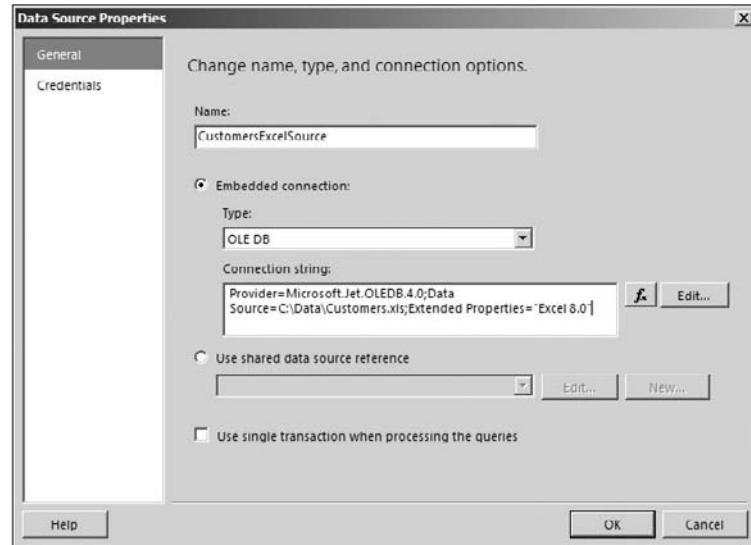 Data Source Properties
General
Credentials
Change name, type, and connection options.
Name:
CustomersExcelSource
Embedded connection:
Type:
OLE DB
Connection string:
Provider=Microsoft.Jet.OLEDB.4.0;Data
Source=C:\Data\Customers.xls;Extended Properties="Excel 8.0"
fx
Edit...
Use shared data source reference
Edit...
New...
Use single transaction when processing the queries
Help
OK
Cancel